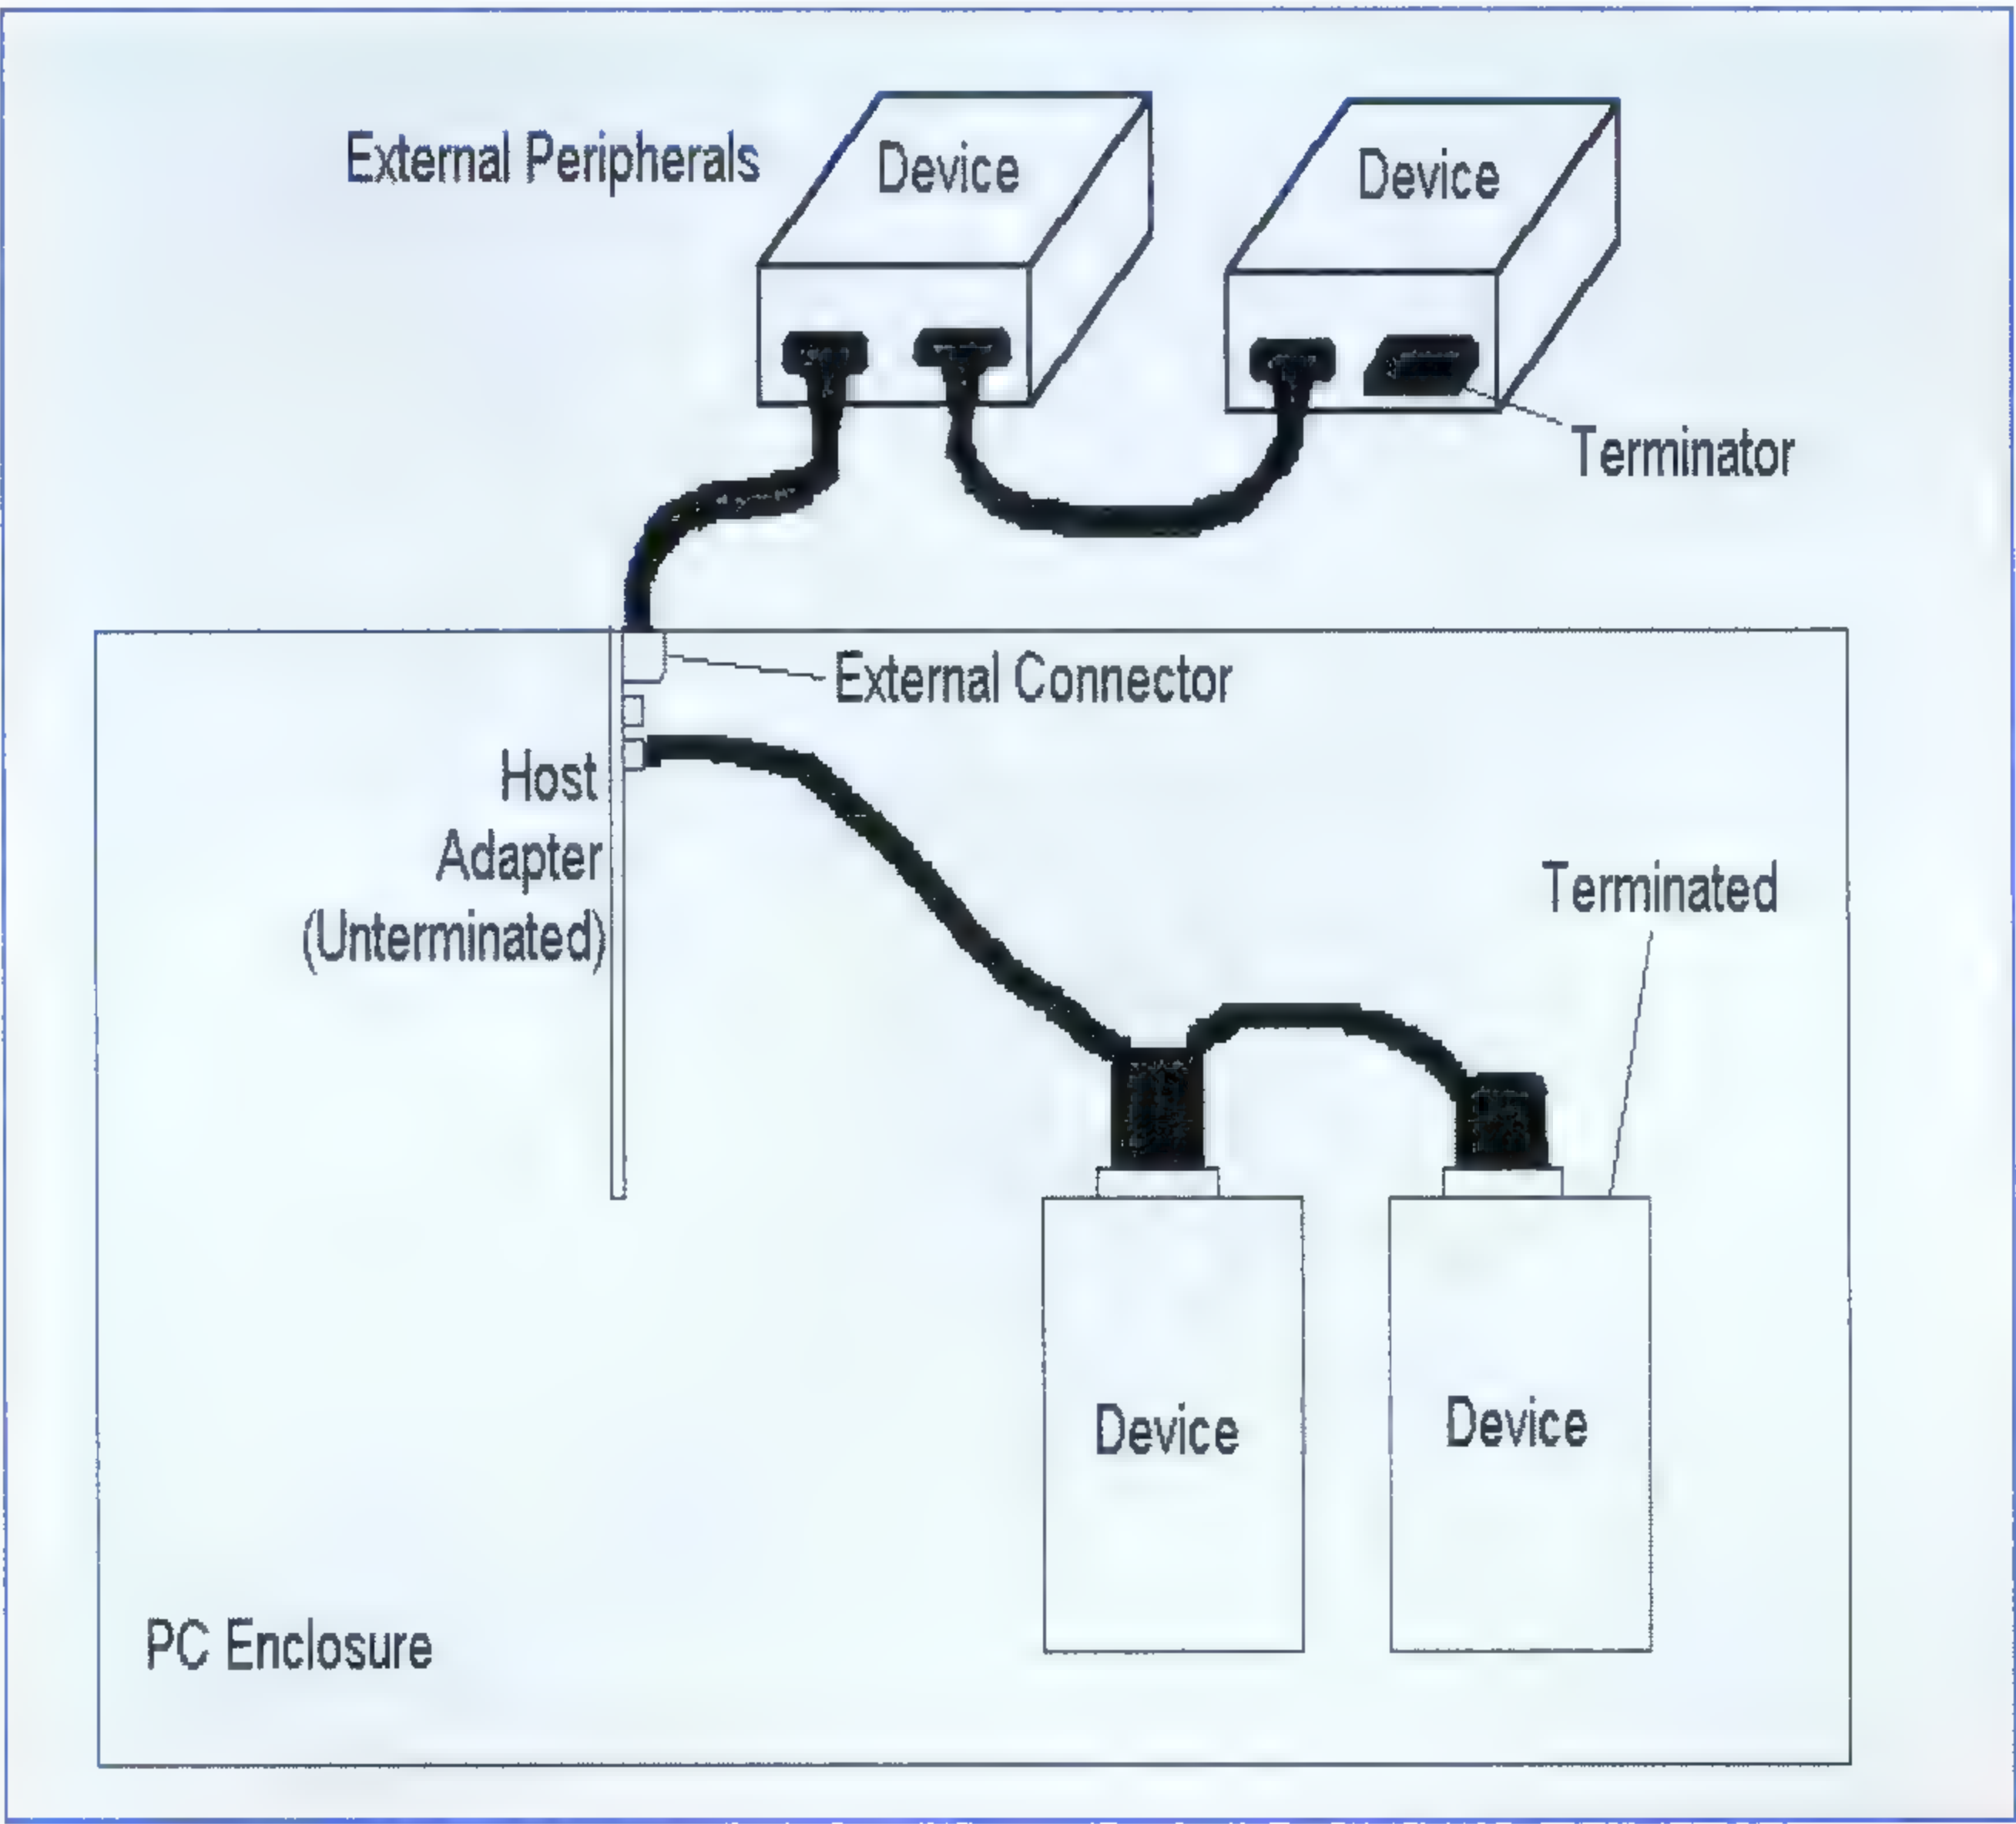 External Peripherals
Device
Device
Terminator
External Connector
Host
Adapter
(Unterminated)
Terminated
Device
Device
PC Enclosure